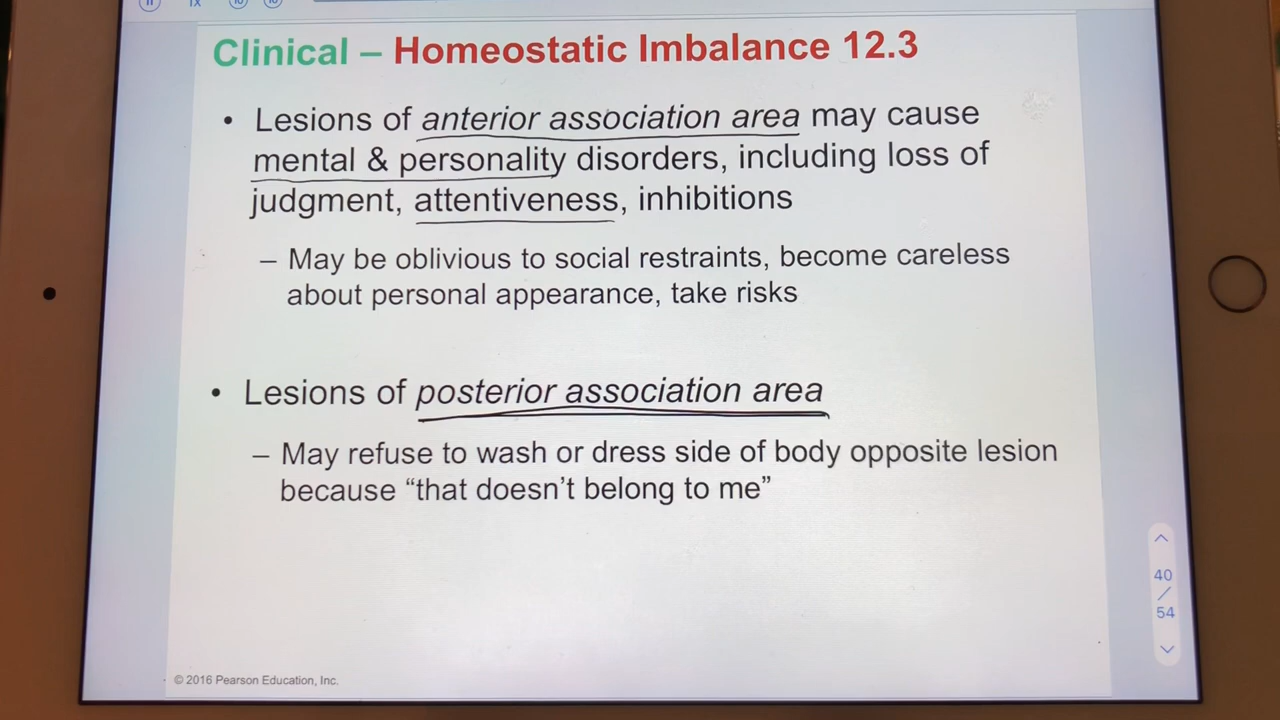 1x 10 10
Clinical – Homeostatic Imbalance 12.3
• Lesions of anterior association area may cause
mental & personality disorders, including loss of
judgment, attentiveness, inhibitions
– May be oblivious to social restraints, become careless
about personal appearance, take risks
• Lesions of posterior association area
– May refuse to wash or dress side of body opposite lesion
because “that doesn’t belong to me”
40
/
54
© 2016 Pearson Education, Inc.